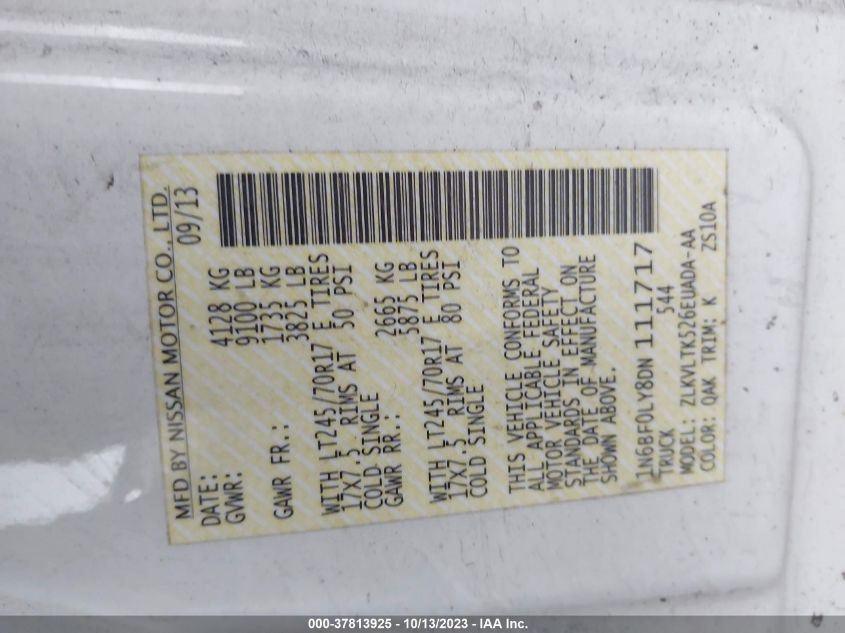 MFD BY NISSAN MOTOR CO., LTD.
DATE: 09/13
GVWR: 4128 KG
9100 LB
1735 KG
GAWR FR.: 3825 LB
WITH LT245/70R17 E TIRES
17X7.5 RIMS AT 50 PSI
COLD SINGLE
GAWR RR.: 2665 KG
5875 LB
WITH LT245/70R17 E TIRES
17X7.5 RIMS AT 80 PSI
COLD SINGLE
THIS VEHICLE CONFORMS TO
ALL APPLICABLE FEDERAL
MOTOR VEHICLE SAFETY
STANDARDS IN EFFECT ON
THE DATE OF MANUFACTURE
SHOWN ABOVE.
1N6BF0LY8DN111717
TRUCK 544
MODEL: ZLKVLTKS26EUADA-AA
COLOR: QAK TRIM: K ZS10A
000-37813925 - 10/13/2023 - IAA Inc.